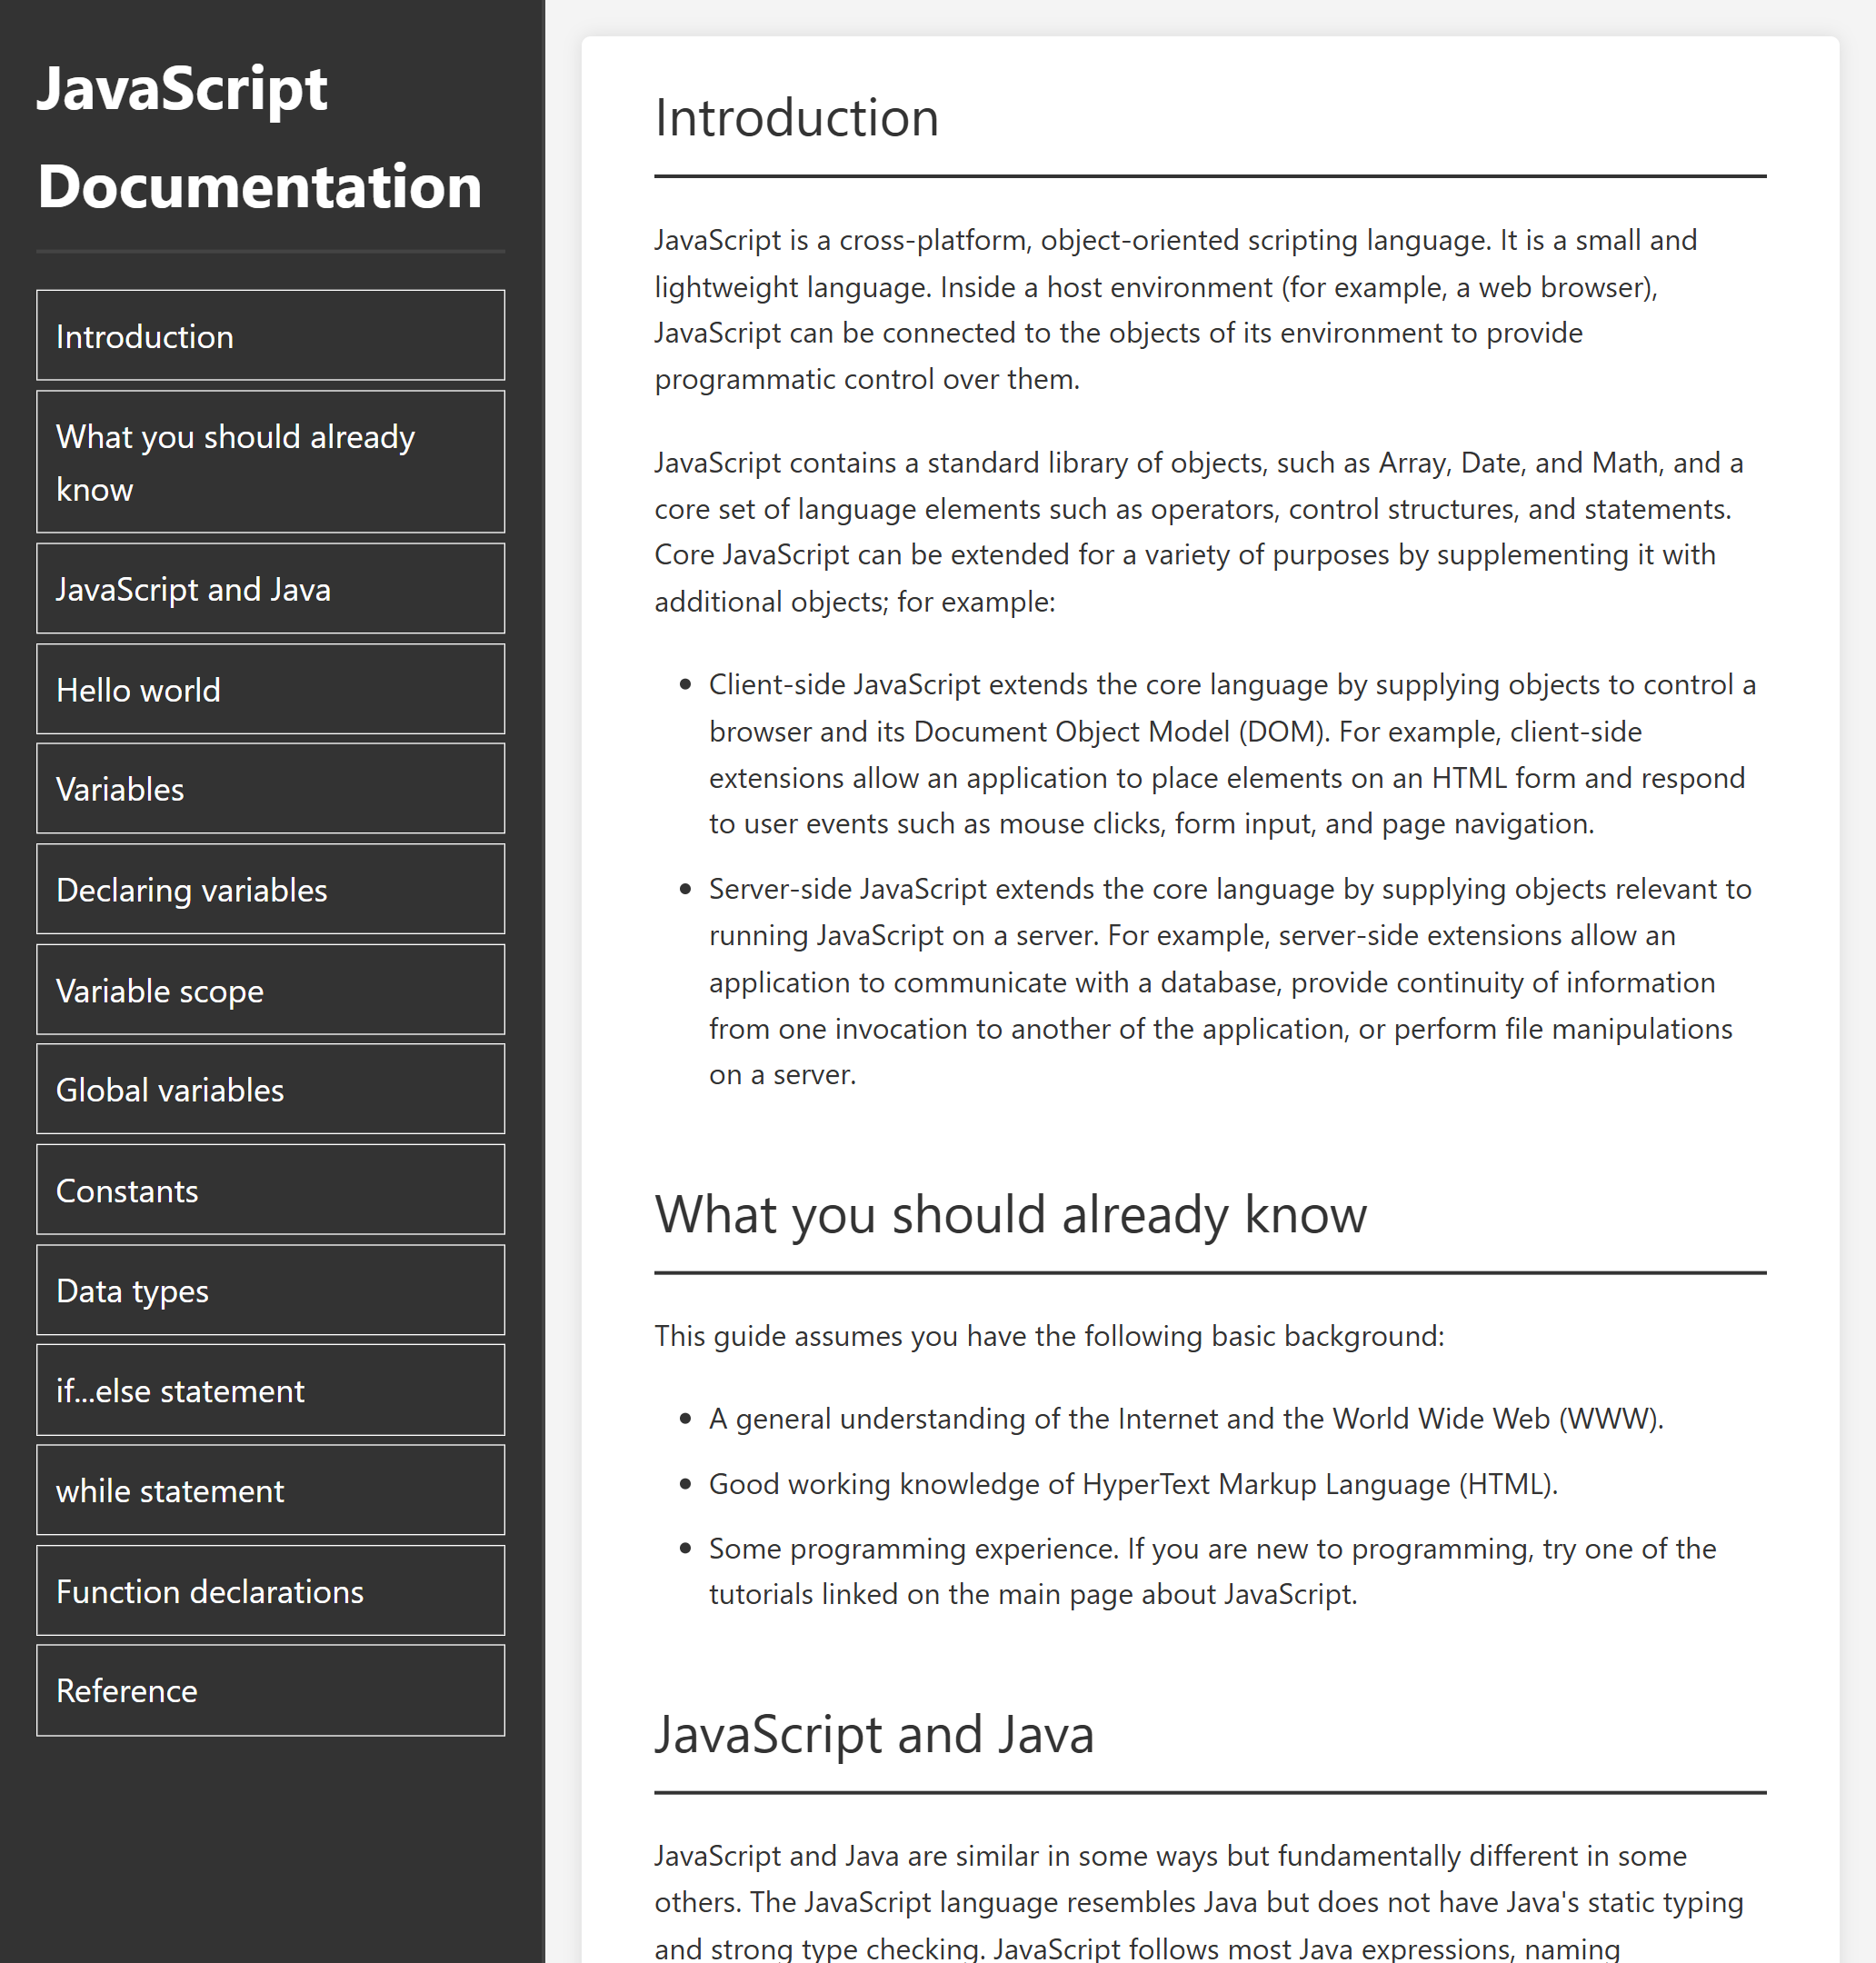 JavaScript
Documentation
Introduction
What you should already
know
JavaScript and Java
Hello world
Variables
Declaring variables
Variable scope
Global variables
Constants
Data types
if...else statement
while statement
Function declarations
Reference
Introduction
JavaScript is a cross-platform, object-oriented scripting language. It is a small and
lightweight language. Inside a host environment (for example, a web browser),
JavaScript can be connected to the objects of its environment to provide
programmatic control over them.
JavaScript contains a standard library of objects, such as Array, Date, and Math, and a
core set of language elements such as operators, control structures, and statements.
Core JavaScript can be extended for a variety of purposes by supplementing it with
additional objects; for example:
• Client-side JavaScript extends the core language by supplying objects to control a
browser and its Document Object Model (DOM). For example, client-side
extensions allow an application to place elements on an HTML form and respond
to user events such as mouse clicks, form input, and page navigation.
• Server-side JavaScript extends the core language by supplying objects relevant to
running JavaScript on a server. For example, server-side extensions allow an
application to communicate with a database, provide continuity of information
from one invocation to another of the application, or perform file manipulations
on a server.
What you should already know
This guide assumes you have the following basic background:
• A general understanding of the Internet and the World Wide Web (WWW).
• Good working knowledge of HyperText Markup Language (HTML).
• Some programming experience. If you are new to programming, try one of the
tutorials linked on the main page about JavaScript.
JavaScript and Java
JavaScript and Java are similar in some ways but fundamentally different in some
others. The JavaScript language resembles Java but does not have Java's static typing
and strong type checking. JavaScript follows most Java expressions, naming